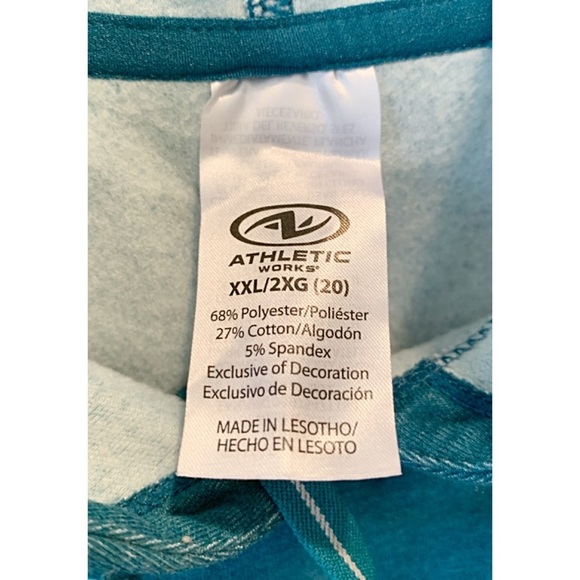 ATHLETIC
WORKS®
XXL/2XG (20)
68% Polyester/Poliéster
27% Cotton/Algodón
5% Spandex
Exclusive of Decoration
Exclusivo de Decoración
MADE IN LESOTHO/
HECHO EN LESOTO